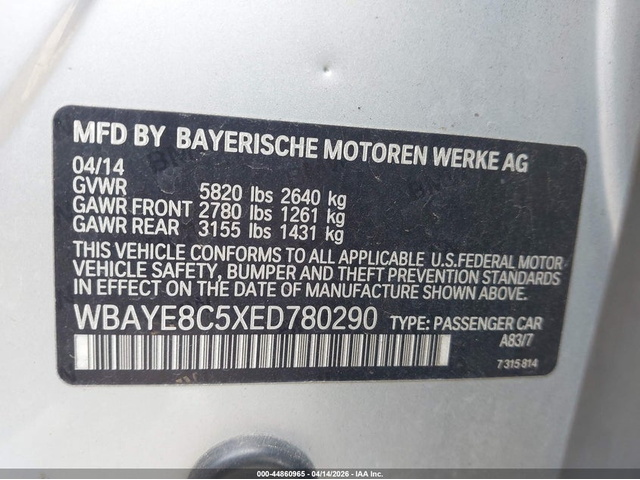 MFD BY BAYERISCHE MOTOREN WERKE AG
04/14
GVWR 5820 lbs 2640 kg
GAWR FRONT 2780 lbs 1261 kg
GAWR REAR 3155 lbs 1431 kg
THIS VEHICLE CONFORMS TO ALL APPLICABLE U.S.FEDERAL MOTOR
VEHICLE SAFETY, BUMPER AND THEFT PREVENTION STANDARDS
IN EFFECT ON THE DATE OF MANUFACTURE SHOWN ABOVE.
WBAYE8C5XED780290 TYPE: PASSENGER CAR
A83/7
7 315 814
000-44860965 - 04/14/2026 - IAA Inc.